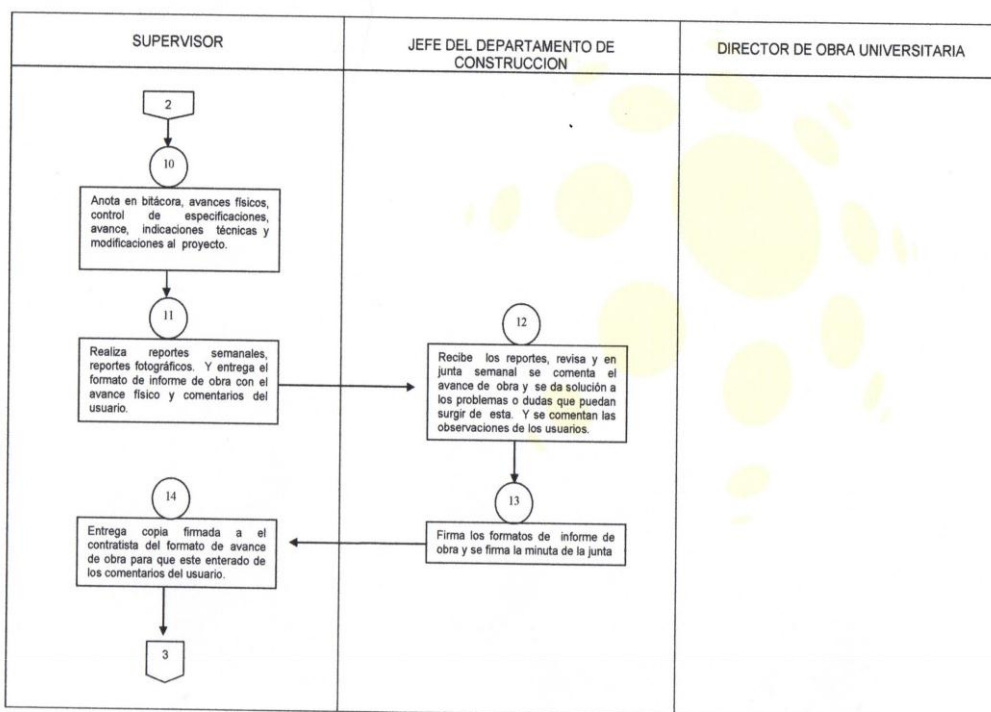 SUPERVISOR
JEFE DEL DEPARTAMENTO DE
CONSTRUCCION
DIRECTOR DE OBRA UNIVERSITARIA
2
10
Anota en bitácora, avances físicos,
control de especificaciones,
avance, indicaciones técnicas y
modificaciones al proyecto.
11
Realiza reportes semanales,
reportes fotográficos. Y entrega el
formato de informe de obra con el
avance físico y comentarios del
usuario.
12
Recibe los reportes, revisa y en
junta semanal se comenta el
avance de obra y se da solución a
los problemas o dudas que puedan
surgir de esta. Y se comentan las
observaciones de los usuarios.
13
Firma los formatos de informe de
obra y se firma la minuta de la junta
14
Entrega copia firmada a el
contratista del formato de avance
de obra para que este enterado de
los comentarios del usuario.
3